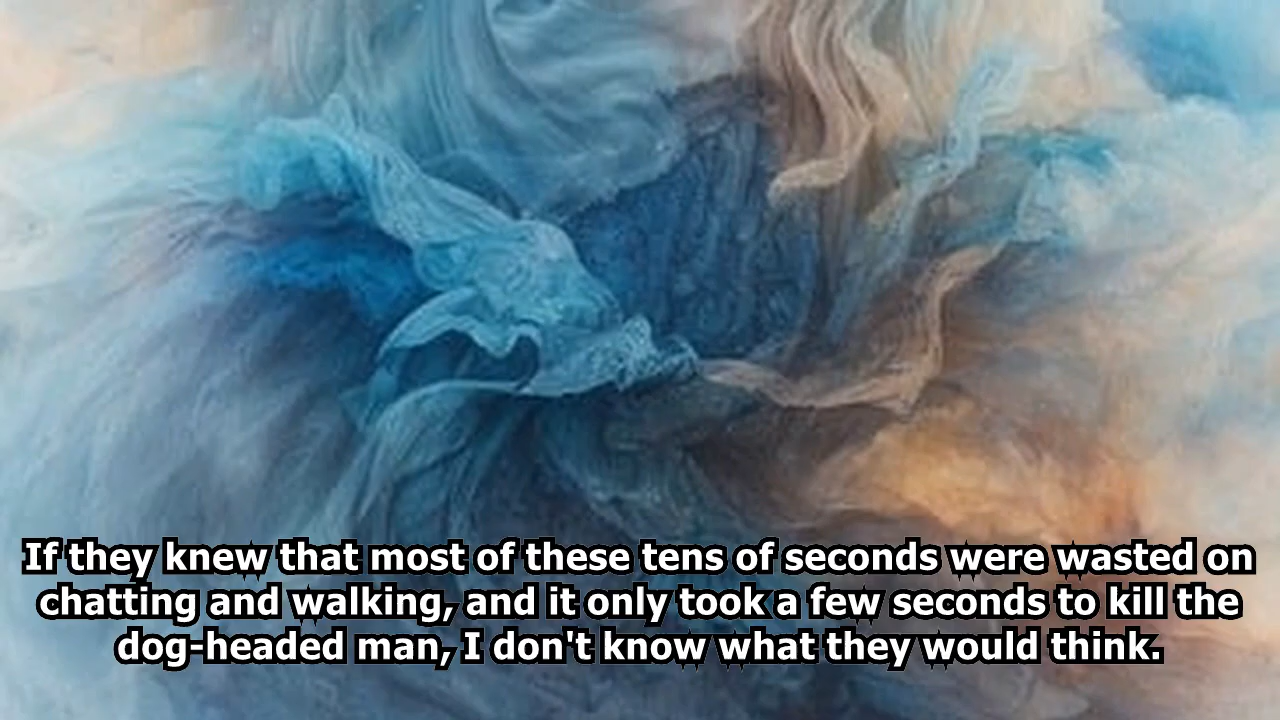 If they knew that most of these tens of seconds were wasted on
chatting and walking, and it only took a few seconds to kill the
dog-headed man, I don't know what they would think.